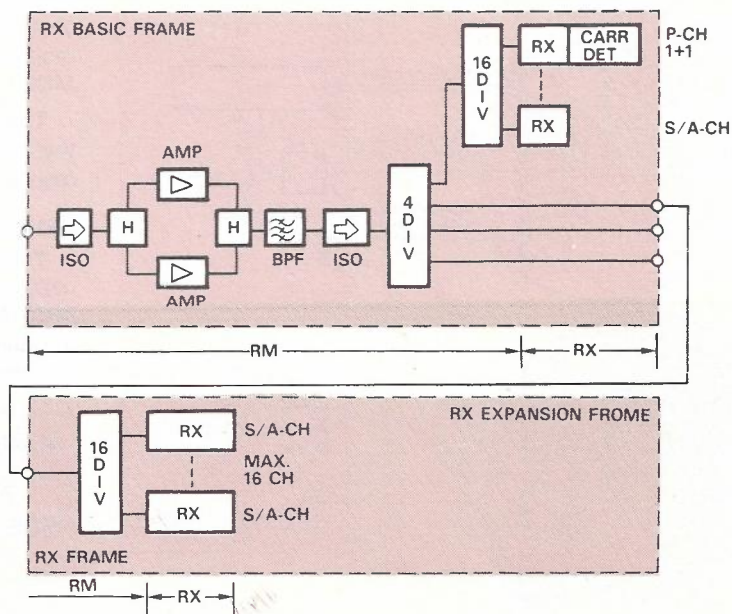 RX BASIC FRAME
16
D
I
V
RX
CARR
DET
P-CH
1+1
RX
S/A-CH
AMP
4
D
I
V
H
H
ISO
BPF
ISO
AMP
RM
RX
RX EXPANSION FROME
16
D
I
V
RX
S/A-CH
MAX.
16 CH
RX
S/A-CH
RX FRAME
RM
RX